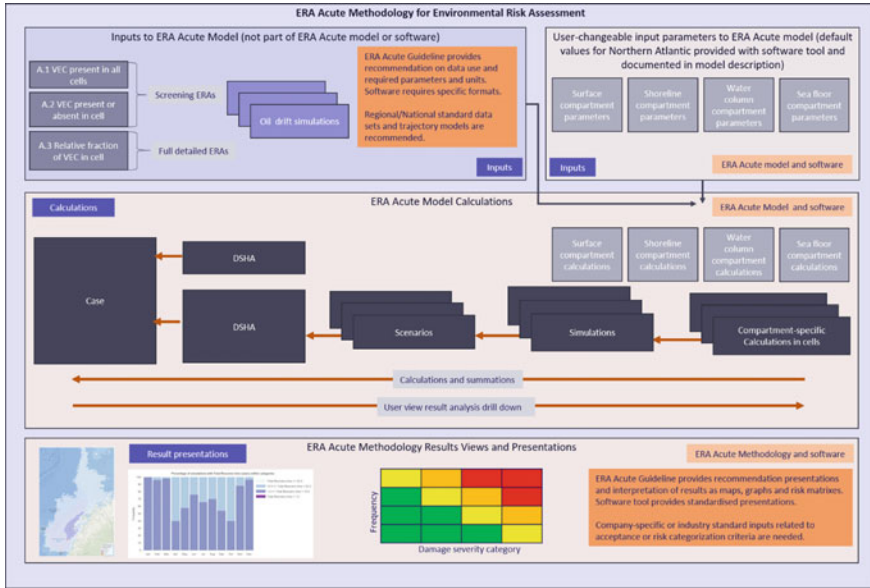 ERA Acute Methodology for Environmental Risk Assessment
Inputs to ERA Acute Model (not part of ERA Acute model or software)
A.1 VEC present in all
cells
A.2 VEC present or
absent in cell
A.3 Relative fraction
of VEC in cell
Screening ERAs
Full detailed ERAs
Oil drift simulations
ERA Acute Guideline provides
recommendation on data use and
required parameters and units.
Software requires specific formats.
Regional/National standard data
sets and trajectory models are
recommended.
Inputs
User-changeable input parameters to ERA Acute model (default
values for Northern Atlantic provided with software tool and
documented in model description)
Surface
compartment
parameters
Shoreline
compartment
parameters
Water
column
compartment
parameters
Sea floor
compartment
parameters
Inputs
ERA Acute model and software
Calculations
ERA Acute Model Calculations
ERA Acute Model and software
Surface
compartment
calculations
Shoreline
compartment
calculations
Water
column
compartment
calculations
Sea floor
compartment
calculations
Case
DSHA
DSHA
Scenarios
Simulations
Compartment-specific
Calculations in cells
Calculations and summations
User view result analysis drill down
ERA Acute Methodology Results Views and Presentations
Result presentations
ERA Acute Methodology and software
Frequency
Damage severity category
ERA Acute Guideline provides recommendation presentations
and interpretation of results as maps, graphs and risk matrixes.
Software tool provides standardised presentations.
Company-specific or industry standard inputs related to
acceptance or risk categorization criteria are needed.